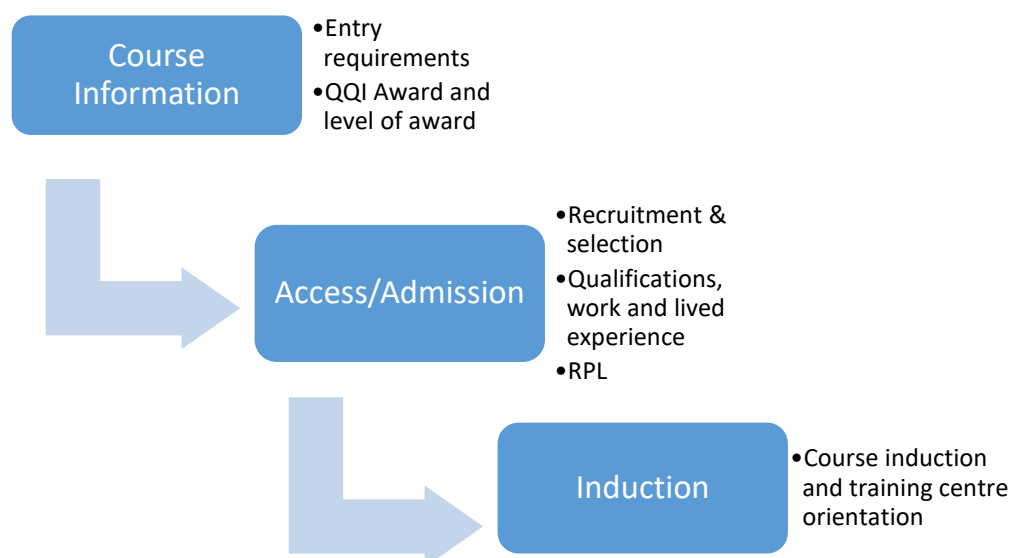 Course
Information
•Entry
requirements
•QQI Award and
level of award
Access/Admission
•Recruitment &
selection
•Qualifications,
work and lived
experience
•RPL
Induction
•Course induction
and training centre
orientation